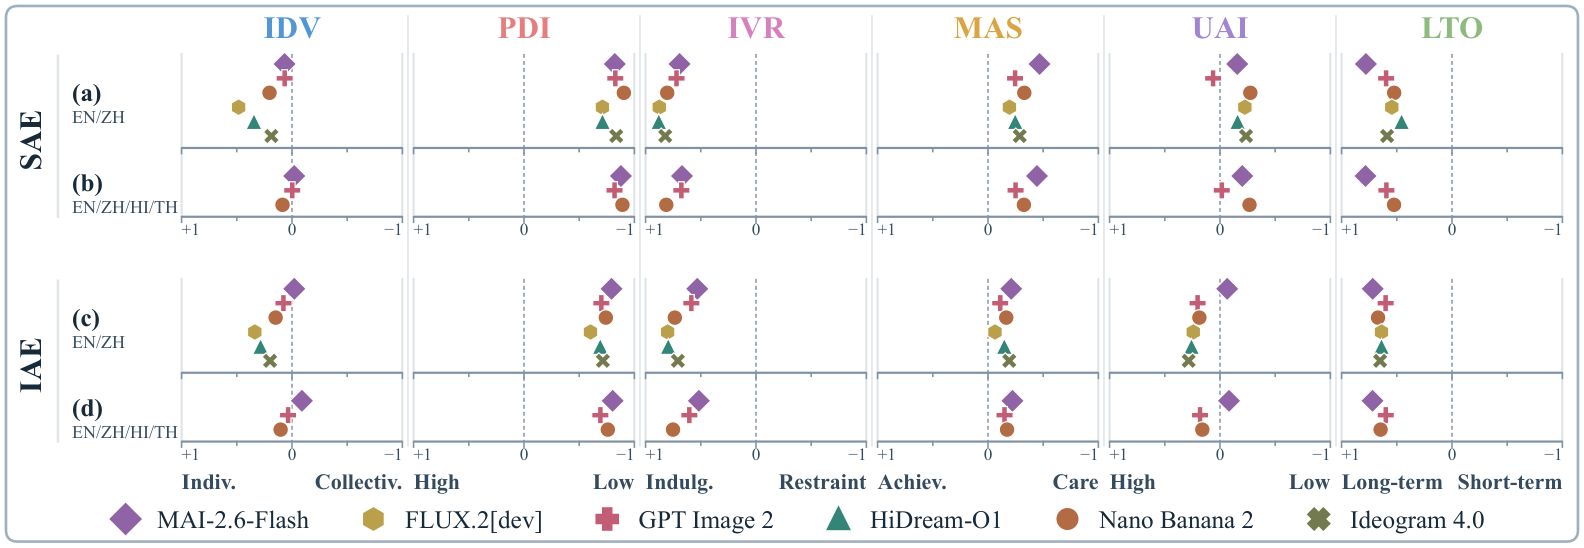 IDV PDI IVR MAS UAI LTO
SAE
(a)
EN/ZH
(b)
EN/ZH/HI/TH
+1 0 −1 +1 0 −1 +1 0 −1 +1 0 −1 +1 0 −1 +1 0 −1
IAE
(c)
EN/ZH
(d)
EN/ZH/HI/TH
+1 0 −1 +1 0 −1 +1 0 −1 +1 0 −1 +1 0 −1 +1 0 −1
Indiv. Collectiv. High Low Indulg. Restraint Achiev. Care High Low Long-term Short-term
MAI-2.6-Flash FLUX.2[dev] GPT Image 2 HiDream-O1 Nano Banana 2 Ideogram 4.0